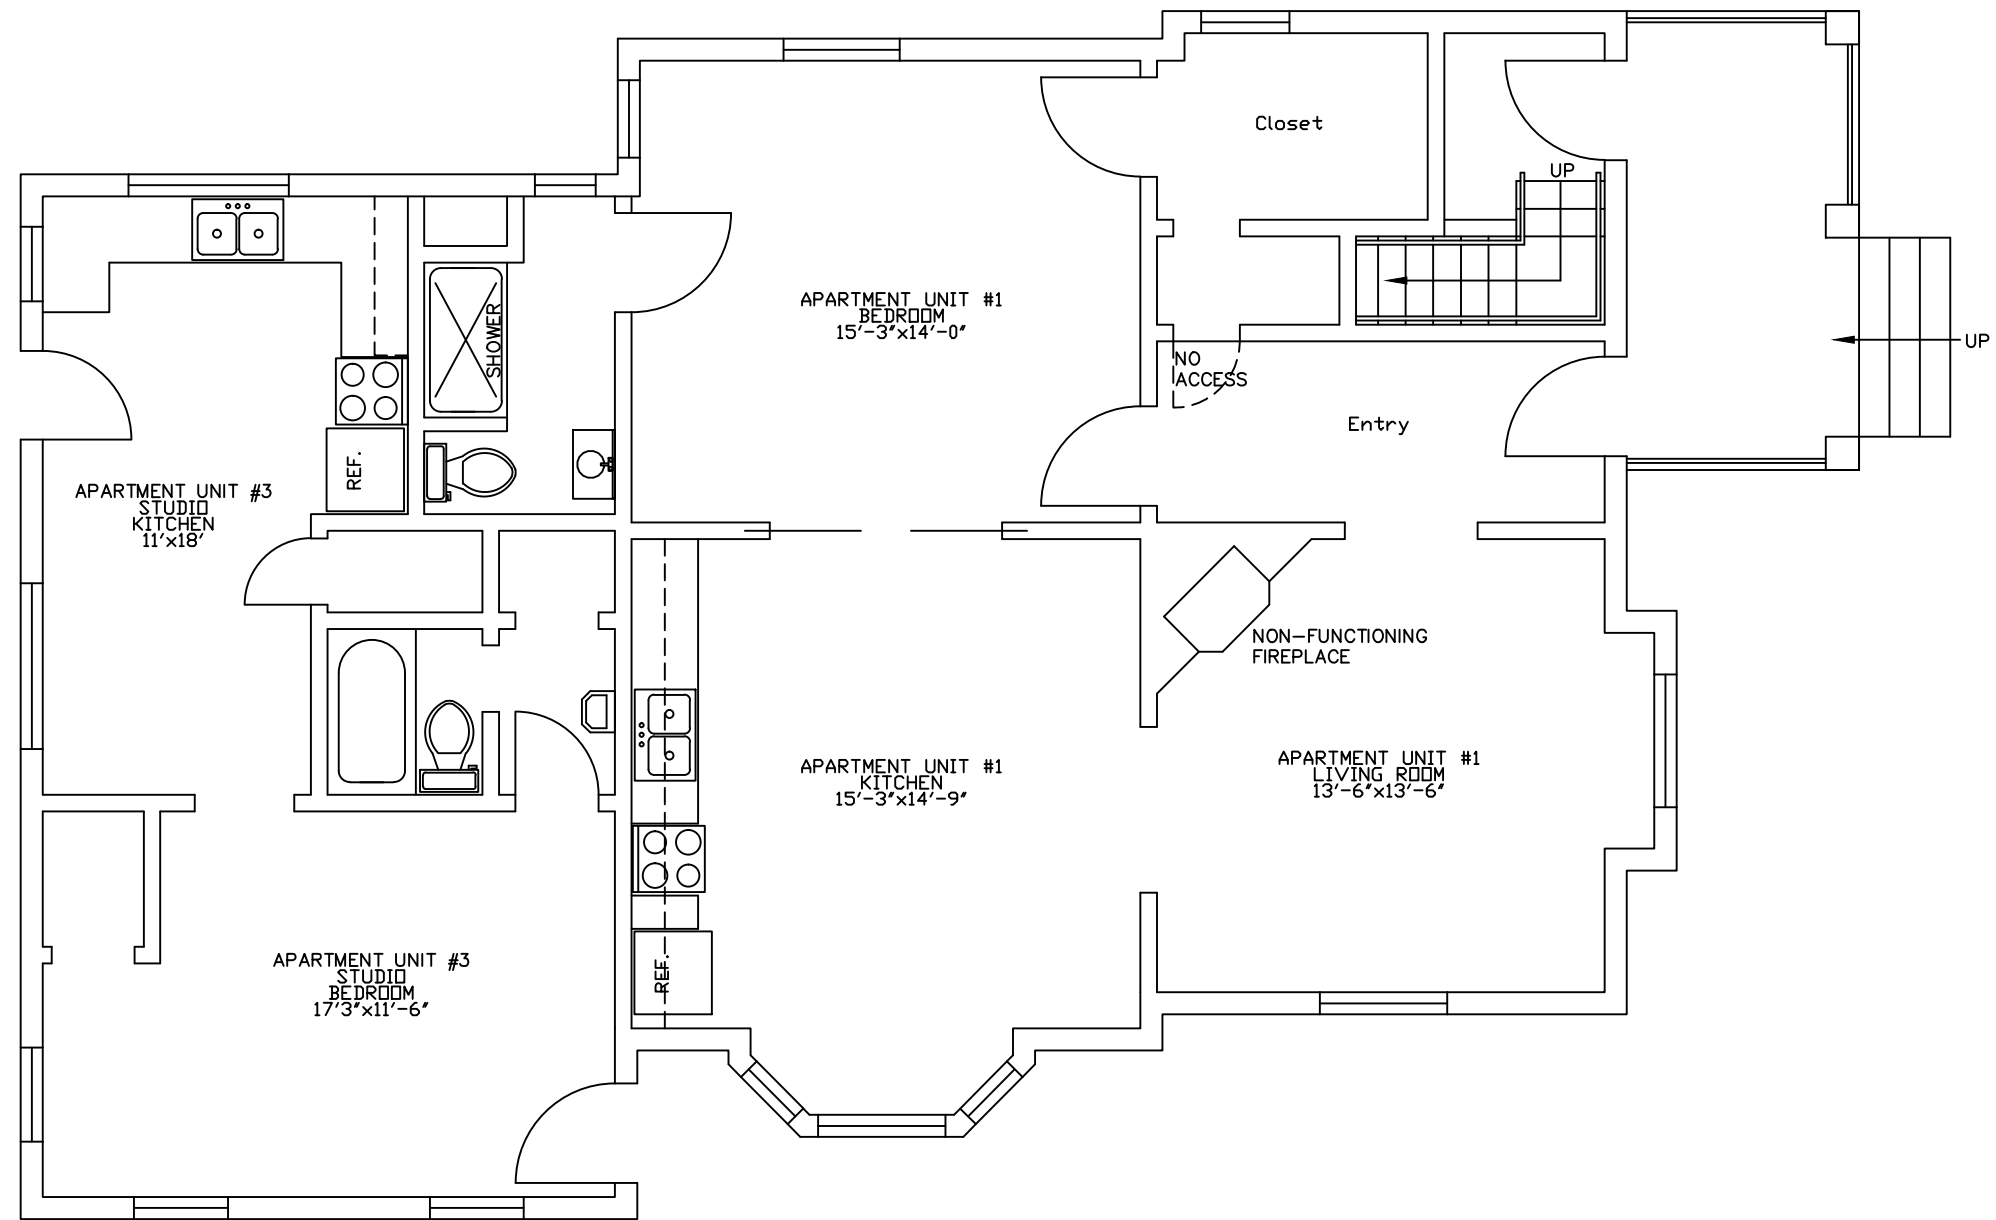 Closet
UP
APARTMENT UNIT #1
BEDROOM
15'-3"x14'-0"
SHOWER
UP
NO
ACCESS
Entry
REF.
APARTMENT UNIT #3
STUDIO
KITCHEN
11'x18'
NON-FUNCTIONING
FIREPLACE
APARTMENT UNIT #1
KITCHEN
15'-3"x14'-9"
APARTMENT UNIT #1
LIVING ROOM
13'-6"x13'-6"
REF.
APARTMENT UNIT #3
STUDIO
BEDROOM
17'3"x11'-6"